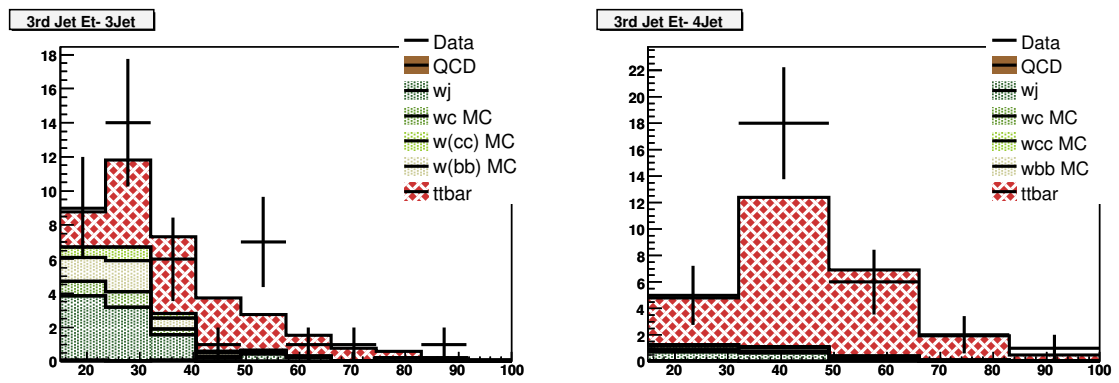 3rd Jet Et- 3Jet
18
16
14
12
10
8
6
4
2
0
20 30 40 50 60 70 80 90 100
Data
QCD
wj
wc MC
w(cc) MC
w(bb) MC
ttbar
3rd Jet Et- 4Jet
22
20
18
16
14
12
10
8
6
4
2
0
20 30 40 50 60 70 80 90 100
Data
QCD
wj
wc MC
wcc MC
wbb MC
ttbar